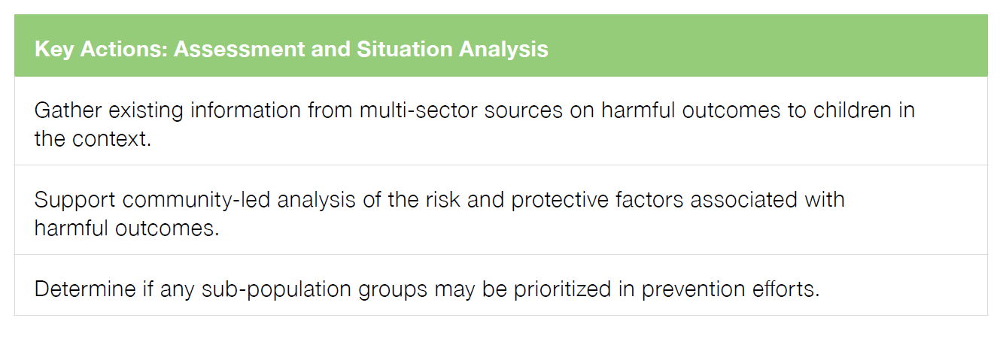 Key Actions: Assessment and Situation Analysis
Gather existing information from multi-sector sources on harmful outcomes to children in
the context.
Support community-led analysis of the risk and protective factors associated with
harmful outcomes.
Determine if any sub-population groups may be prioritized in prevention efforts.